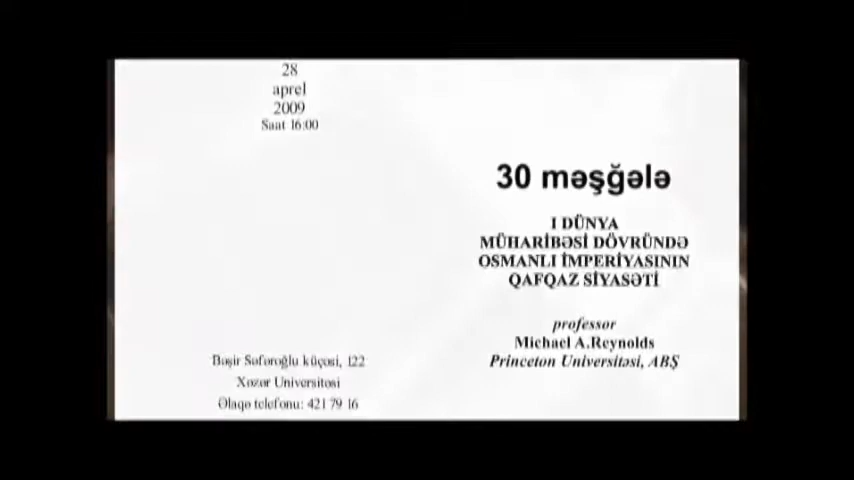 28
aprel
2009
Saat 16:00
Bəşir Səfəroğlu küçəsi, 122
Xəzər Universitəsi
Əlaqə telefonu: 421 79 16
30 məşğələ
I DÜNYA
MÜHARİBƏSİ DÖVRÜNDƏ
OSMANLI İMPERİYASININ
QAFQAZ SİYASƏTİ
professor
Michael A.Reynolds
Princeton Universitəsi, ABŞ